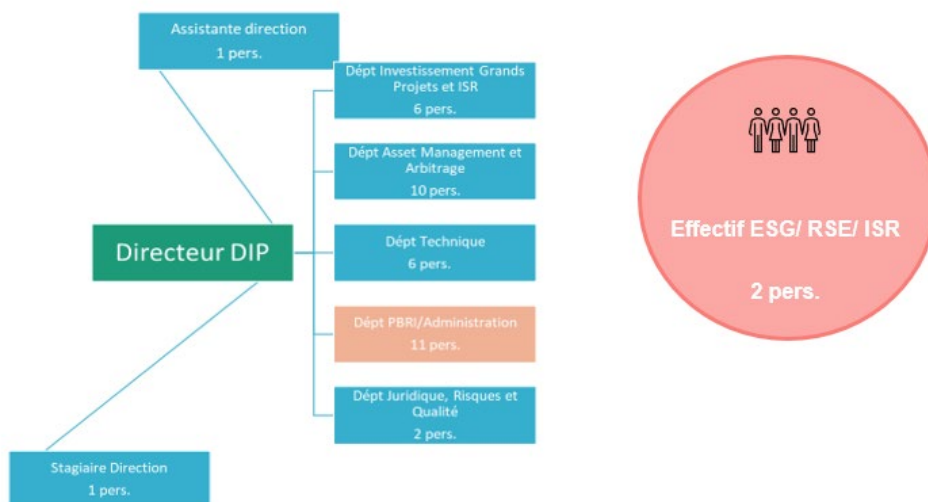 Assistante direction
1 pers.
Dépt Investissement Grands
Projets et ISR
6 pers.
Dépt Asset Management et
Arbitrage
10 pers.
Directeur DIP
Dépt Technique
6 pers.
Dépt PBRI/Administration
11 pers.
Dépt Juridique, Risques et
Qualité
2 pers.
Stagiaire Direction
1 pers.
Effectif ESG/ RSE/ ISR
2 pers.